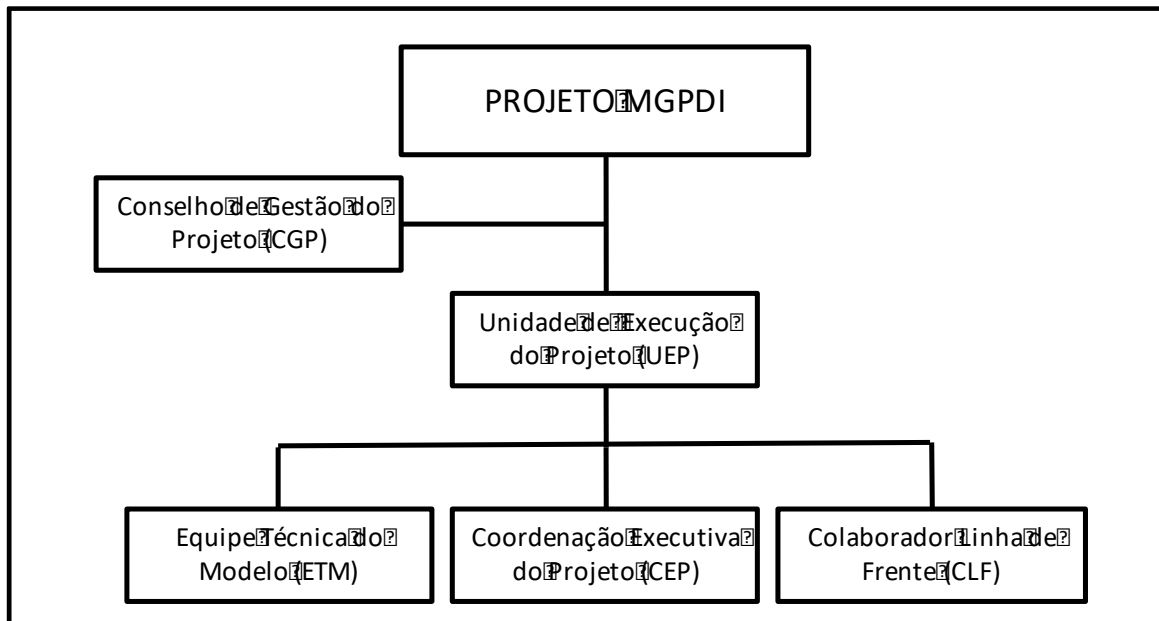 PROJETO MGPDI
Conselho de Gestão do
Projeto (CGP)
Unidade de Execução
do Projeto (UEP)
Equipe Técnica do
Modelo (ETM)
Coordenação Executiva
do Projeto (CEP)
Colaborador Linha de
Frente (CLF)